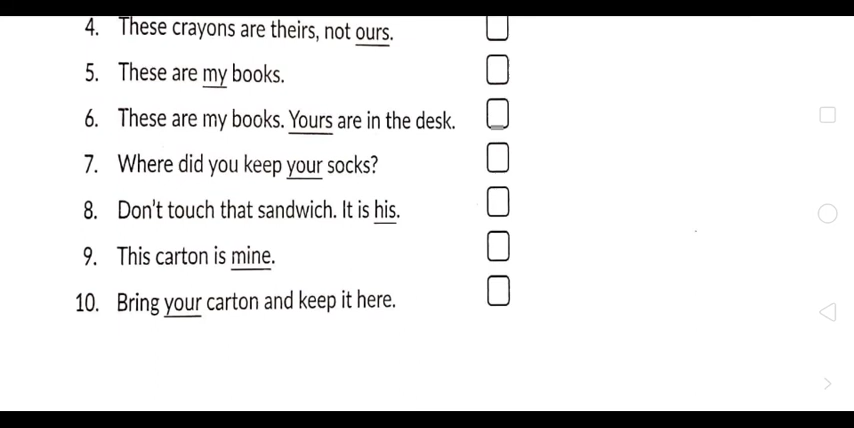 4. These crayons are theirs, not ours.
5. These are my books.
6. These are my books. Yours are in the desk.
7. Where did you keep your socks?
8. Don't touch that sandwich. It is his.
9. This carton is mine.
10. Bring your carton and keep it here.